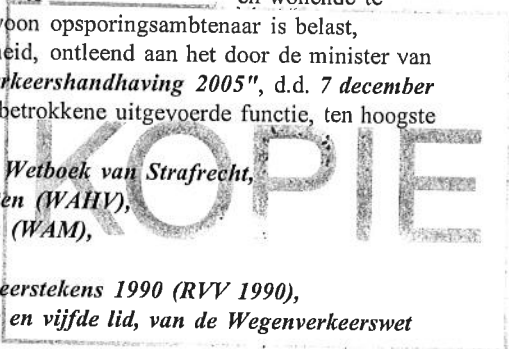 en wonende te
woon opsporingsambtenaar is belast,
heid, ontleend aan het door de minister van
rkeershandhaving 2005", d.d. 7 december
betrokkene uitgevoerde functie, ten hoogste
Wetboek van Strafrecht,
en (WAHV),
(WAM),
KOPIE
eerstekens 1990 (RVV 1990),
en vijfde lid, van de Wegenverkeerswet